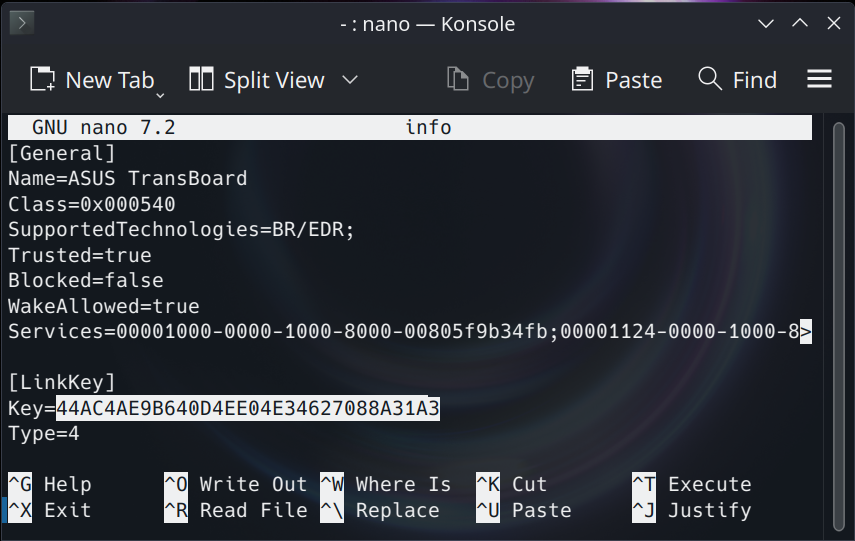 - : nano — Konsole
New Tab Split View Copy Paste Find
GNU nano 7.2 info
[General]
Name=ASUS TransBoard
Class=0x000540
SupportedTechnologies=BR/EDR;
Trusted=true
Blocked=false
WakeAllowed=true
Services=00001000-0000-1000-8000-00805f9b34fb;00001124-0000-1000-8>
[LinkKey]
Key=44AC4AE9B640D4EE04E34627088A31A3
Type=4
^G Help ^O Write Out ^W Where Is ^K Cut ^T Execute
^X Exit ^R Read File ^\ Replace ^U Paste ^J Justify